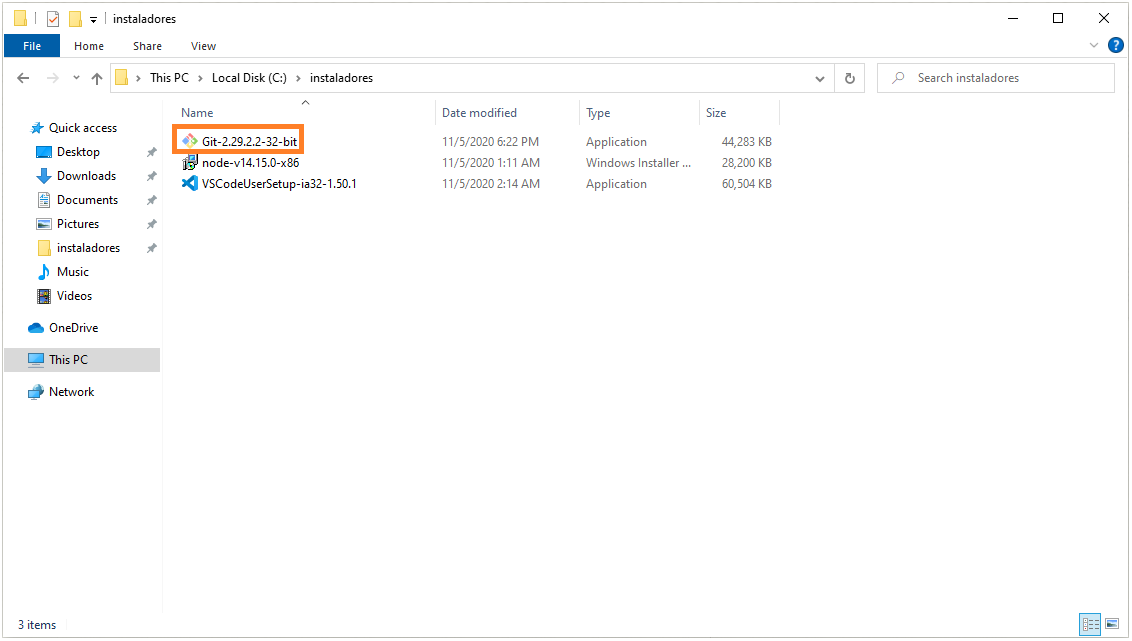 instaladores
File Home Share View
This PC Local Disk (C:) instaladores
Search instaladores
Name Date modified Type Size
Git-2.29.2.2-32-bit 11/5/2020 6:22 PM Application 44,283 KB
node-v14.15.0-x86 11/5/2020 1:11 AM Windows Installer ... 28,200 KB
VSCodeUserSetup-ia32-1.50.1 11/5/2020 2:14 AM Application 60,504 KB
Quick access
Desktop
Downloads
Documents
Pictures
instaladores
Music
Videos
OneDrive
This PC
Network
3 items